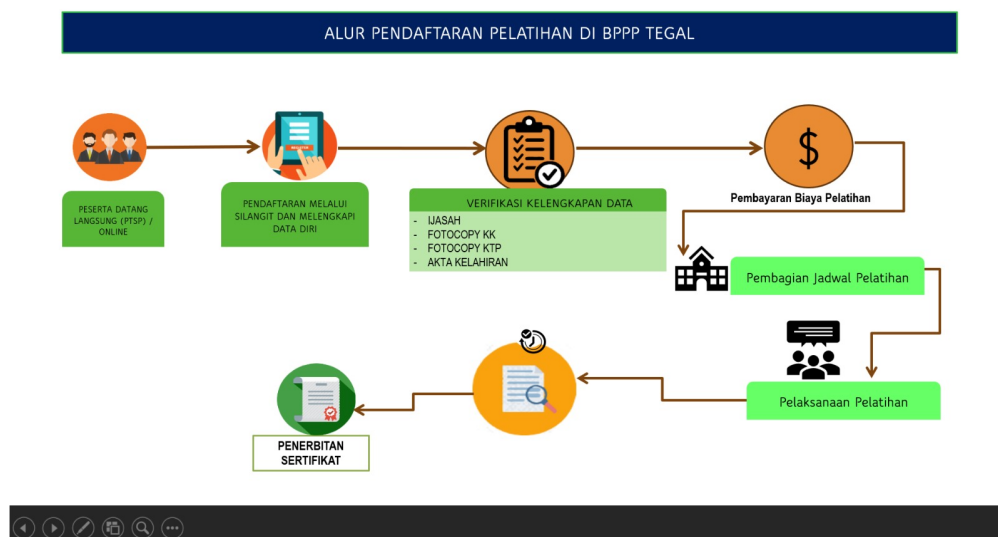 ALUR PENDAFTARAN PELATIHAN DI BPPP TEGAL
PESERTA DATANG
LANGSUNG (PTSP) /
ONLINE
PENDAFTARAN MELALUI
SILANGIT DAN MELENGKAPI
DATA DIRI
VERIFIKASI KELENGKAPAN DATA
- IJASAH
- FOTOCOPY KK
- FOTOCOPY KTP
- AKTA KELAHIRAN
$
Pembayaran Biaya Pelatihan
Pembagian Jadwal Pelatihan
Pelaksanaan Pelatihan
PENERBITAN
SERTIFIKAT